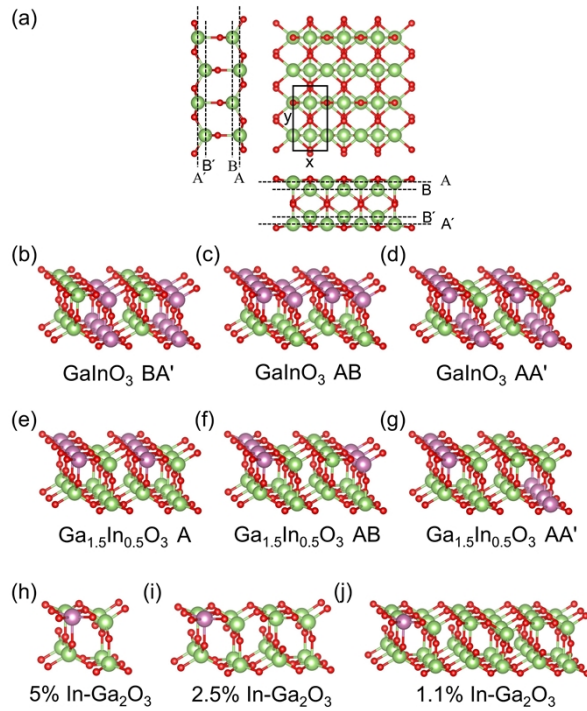 (a)
y
x
A´
B´
B
A
A
B
B´
A´
(b)
(c)
(d)
GaInO₃ BA'
GaInO₃ AB
GaInO₃ AA'
(e)
(f)
(g)
Ga₁.₅In₀.₅O₃ A
Ga₁.₅In₀.₅O₃ AB
Ga₁.₅In₀.₅O₃ AA'
(h)
(i)
(j)
5% In-Ga₂O₃
2.5% In-Ga₂O₃
1.1% In-Ga₂O₃